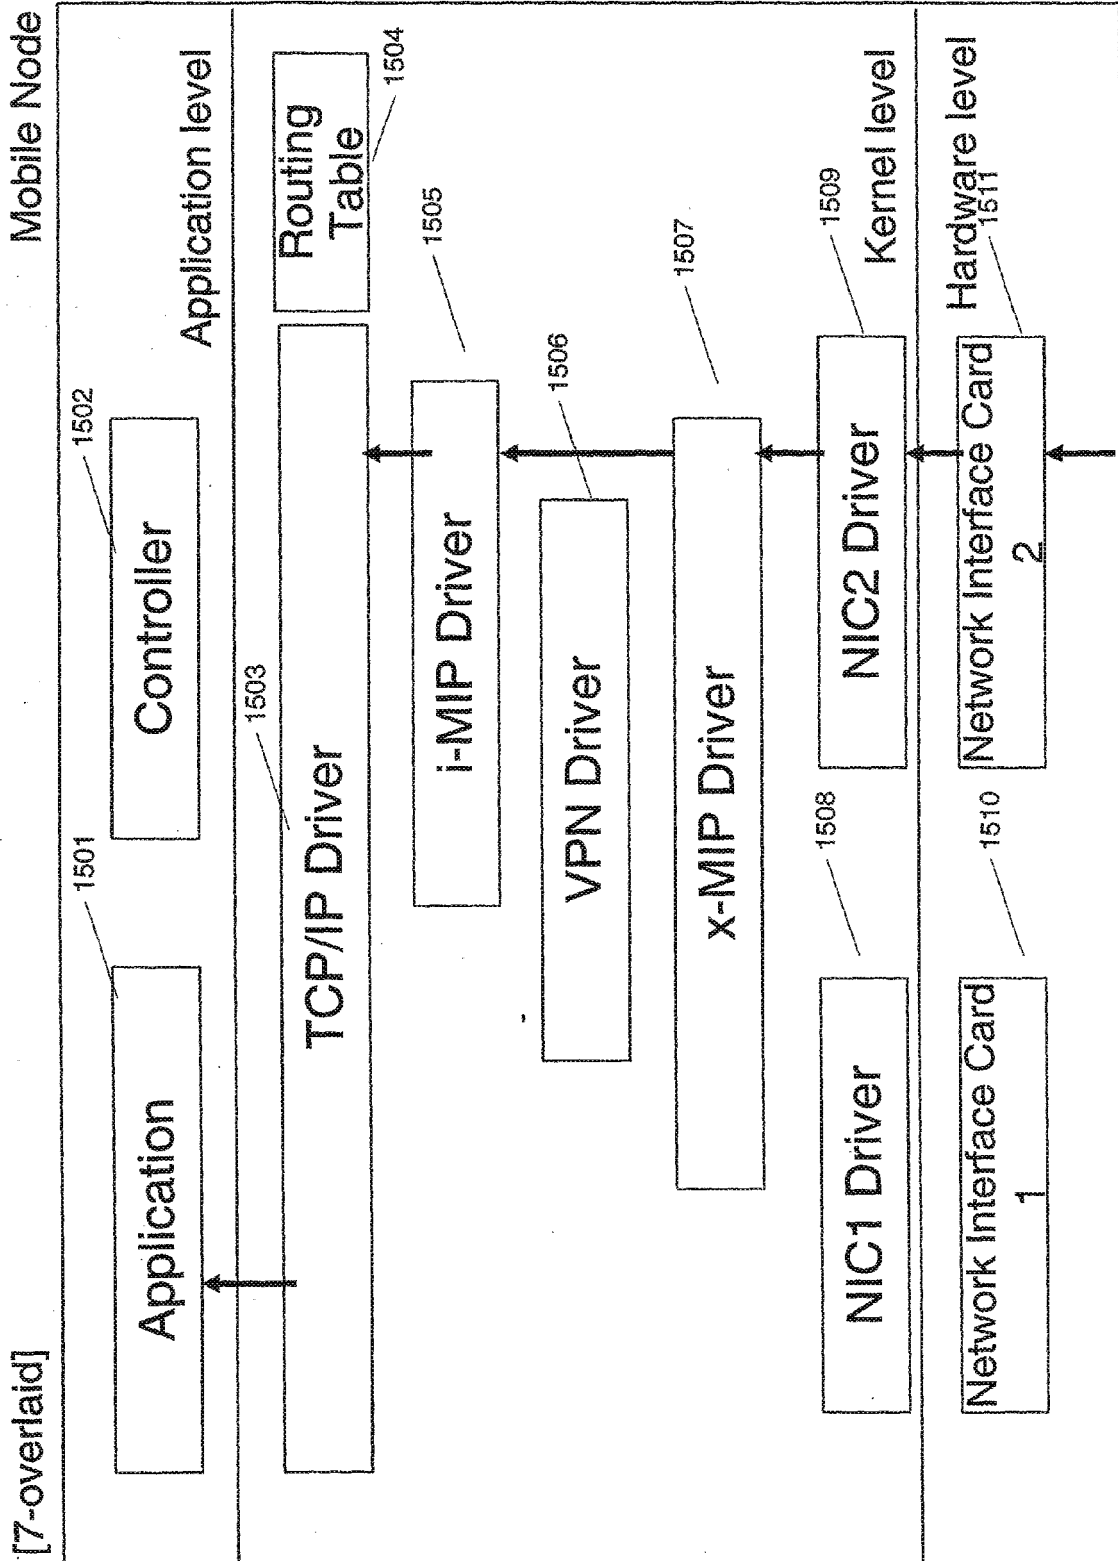 [7-overlaid]
Mobile Node
Application level
1501
1502
Application
Controller
1503
TCP/IP Driver
Routing
Table
1504
i-MIP Driver
1505
VPN Driver
1506
x-MIP Driver
1507
NIC1 Driver
1508
NIC2 Driver
1509
Kernel level
Hardware level
Network Interface Card
1
1510
Network Interface Card
2
1511